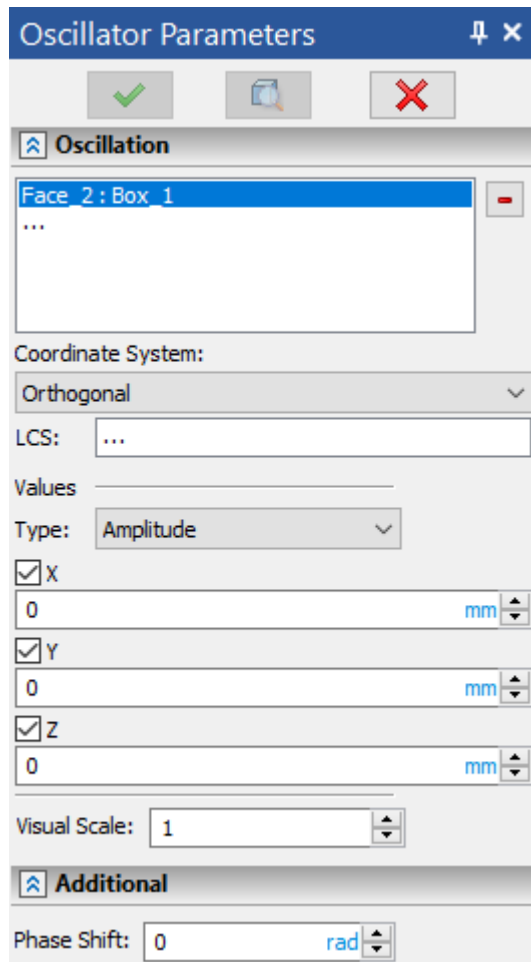 Oscillator Parameters
Oscillation
Face_2 : Box_1
...
Coordinate System:
Orthogonal
LCS: ...
Values
Type: Amplitude
X
0 mm
Y
0 mm
Z
0 mm
Visual Scale: 1
Additional
Phase Shift: 0 rad